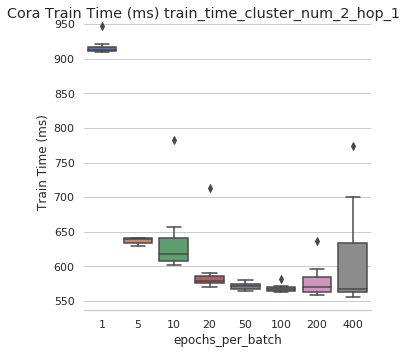 Cora Train Time (ms) train_time_cluster_num_2_hop_1
950
900
850
800
750
700
650
600
550
Train Time (ms)
1 5 10 20 50 100 200 400
epochs_per_batch